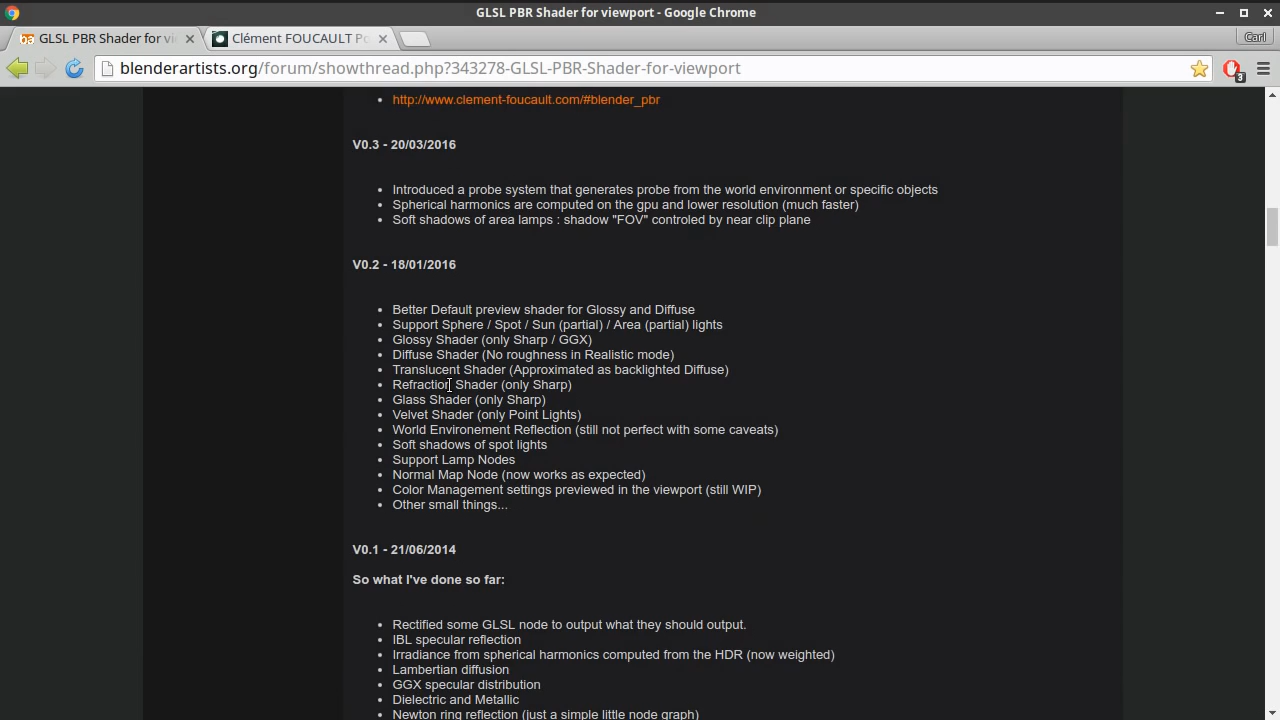 GLSL PBR Shader for viewport - Google Chrome
GLSL PBR Shader for vi
Clément FOUCAULT Po
Carl
blenderartists.org/forum/showthread.php?343278-GLSL-PBR-Shader-for-viewport
3
http://www.clement-foucault.com/#blender_pbr
V0.3 - 20/03/2016
Introduced a probe system that generates probe from the world environment or specific objects
Spherical harmonics are computed on the gpu and lower resolution (much faster)
Soft shadows of area lamps : shadow "FOV" controled by near clip plane
V0.2 - 18/01/2016
Better Default preview shader for Glossy and Diffuse
Support Sphere / Spot / Sun (partial) / Area (partial) lights
Glossy Shader (only Sharp / GGX)
Diffuse Shader (No roughness in Realistic mode)
Translucent Shader (Approximated as backlighted Diffuse)
Refraction Shader (only Sharp)
Glass Shader (only Sharp)
Velvet Shader (only Point Lights)
World Environement Reflection (still not perfect with some caveats)
Soft shadows of spot lights
Support Lamp Nodes
Normal Map Node (now works as expected)
Color Management settings previewed in the viewport (still WIP)
Other small things...
V0.1 - 21/06/2014
So what I've done so far:
Rectified some GLSL node to output what they should output.
IBL specular reflection
Irradiance from spherical harmonics computed from the HDR (now weighted)
Lambertian diffusion
GGX specular distribution
Dielectric and Metallic
Newton ring reflection (just a simple little node graph)